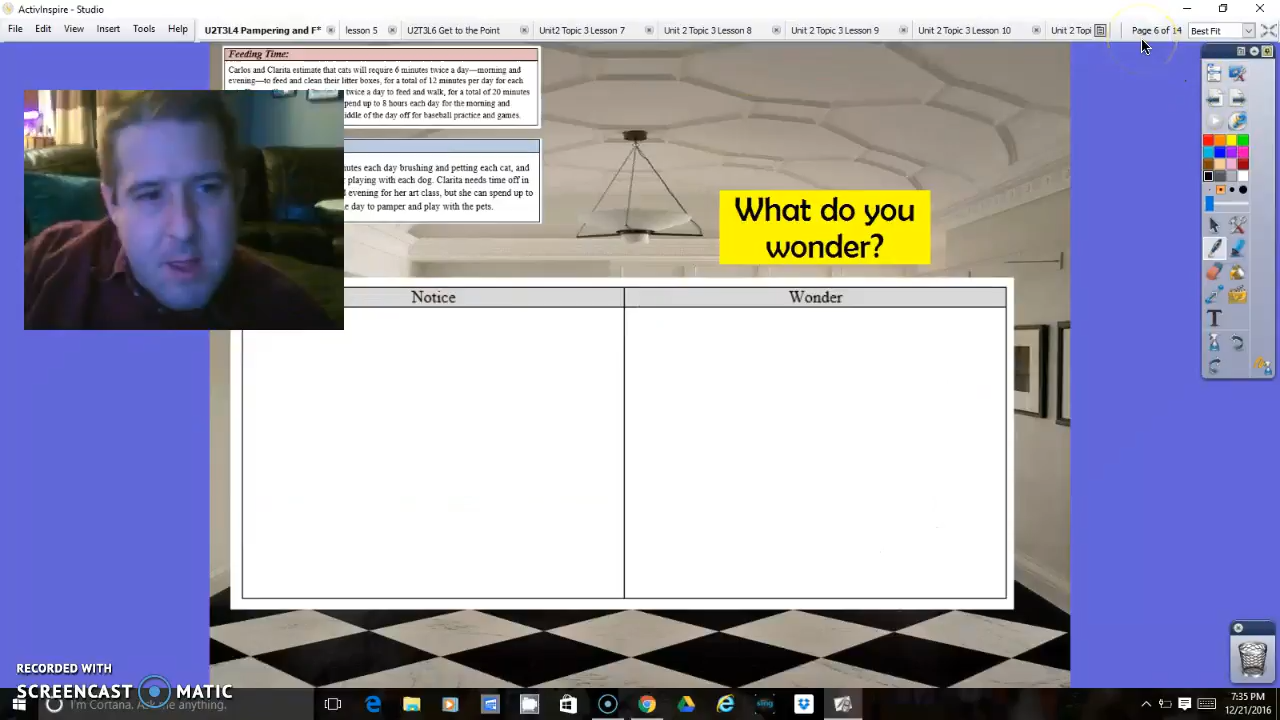 ActivInspire - Studio
File Edit View Insert Tools Help U2T3L4 Pampering and F* lesson 5 U2T3L6 Get to the Point Unit2 Topic 3 Lesson 7 Unit 2 Topic 3 Lesson 8 Unit 2 Topic 3 Lesson 9 Unit 2 Topic 3 Lesson 10 Unit 2 Topi Page 6 of 14 Best Fit
Feeding Time:
Carlos and Clarita estimate that cats will require 6 minutes twice a day—morning and
evening—to feed and clean their litter boxes, for a total of 12 minutes per day for each
twice a day to feed and walk, for a total of 20 minutes
pend up to 8 hours each day for the morning and
iddle of the day off for baseball practice and games.
utes each day brushing and petting each cat, and
playing with each dog. Clarita needs time off in
evening for her art class, but she can spend up to
e day to pamper and play with the pets.
What do you
wonder?
Notice Wonder
T
RECORDED WITH
SCREENCAST MATIC
I'm Cortana. Ask me anything.
sling
7:35 PM
12/21/2016